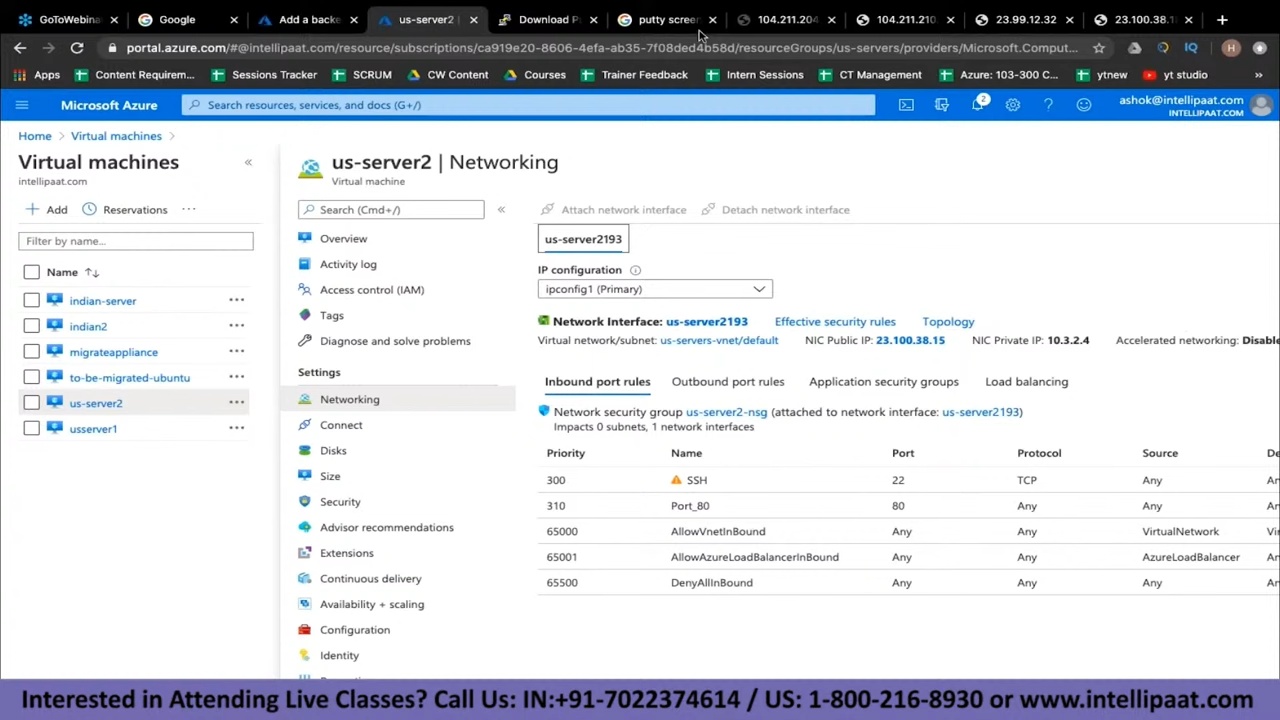 GoToWebina
Google
Add a backe
us-server2 |
Download P
putty screen
104.211.204
104.211.210
23.99.12.32
23.100.38.1
portal.azure.com/#@intellipaat.com/resource/subscriptions/ca919e20-8606-4efa-ab35-7f08ded4b58d/resourceGroups/us-servers/providers/Microsoft.Comput...
Apps
Content Requirem...
Sessions Tracker
SCRUM
CW Content
Courses
Trainer Feedback
Intern Sessions
CT Management
Azure: 103-300 C...
ytnew
yt studio
»
Microsoft Azure
Search resources, services, and docs (G+/)
2
ashok@intellipaat.com
INTELLIPAAT.COM
Home > Virtual machines >
Virtual machines
intellipaat.com
«
+ Add
Reservations
...
Filter by name...
Name ↑↓
indian-server ...
indian2 ...
migrateappliance ...
to-be-migrated-ubuntu ...
us-server2 ...
usserver1 ...
us-server2 | Networking
Virtual machine
Search (Cmd+/)
«
Overview
Activity log
Access control (IAM)
Tags
Diagnose and solve problems
Settings
Networking
Connect
Disks
Size
Security
Advisor recommendations
Extensions
Continuous delivery
Availability + scaling
Configuration
Identity
Attach network interface
Detach network interface
us-server2193
IP configuration
ipconfig1 (Primary)
Network Interface: us-server2193
Effective security rules
Topology
Virtual network/subnet: us-servers-vnet/default
NIC Public IP: 23.100.38.15
NIC Private IP: 10.3.2.4
Accelerated networking: Disable
Inbound port rules
Outbound port rules
Application security groups
Load balancing
Network security group us-server2-nsg (attached to network interface: us-server2193)
Impacts 0 subnets, 1 network interfaces
Priority Name Port Protocol Source De
300 SSH 22 TCP Any An
310 Port_80 80 Any Any An
65000 AllowVnetInBound Any Any VirtualNetwork Vir
65001 AllowAzureLoadBalancerInBound Any Any AzureLoadBalancer An
65500 DenyAllInBound Any Any Any An
Interested in Attending Live Classes? Call Us: IN:+91-7022374614 / US: 1-800-216-8930 or www.intellipaat.com